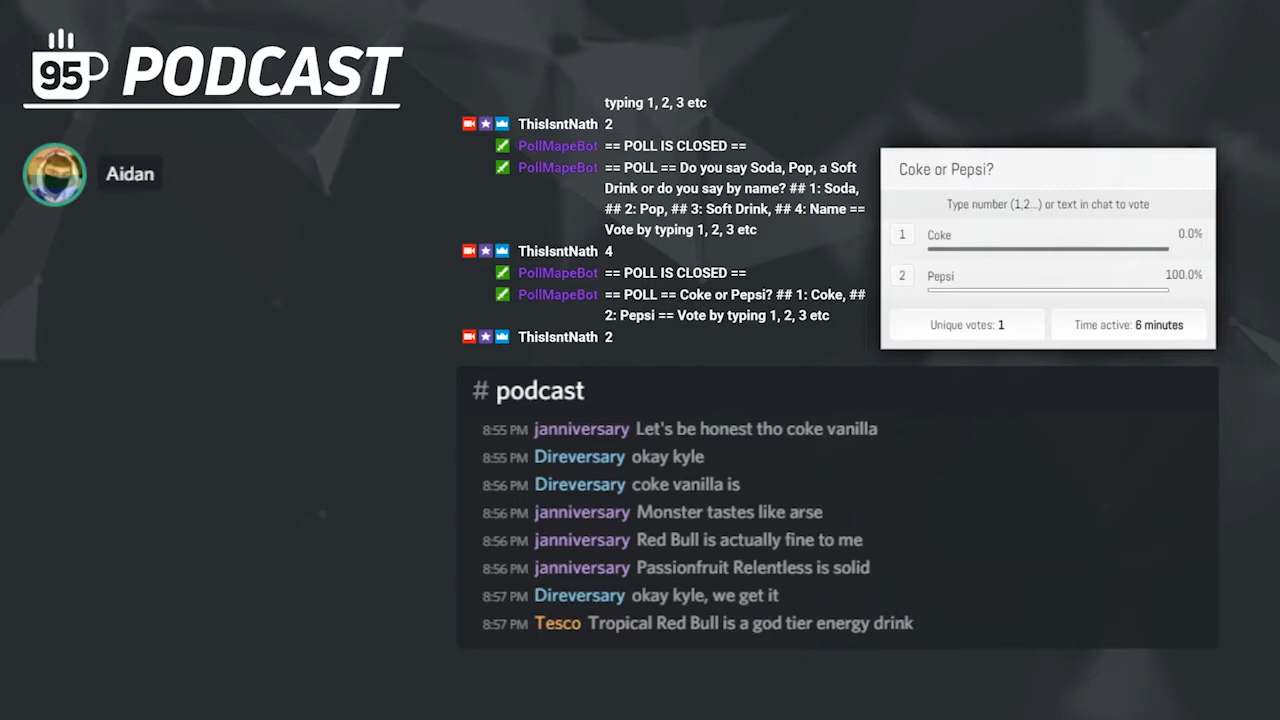 95 PODCAST
Aidan
typing 1, 2, 3 etc
ThisIsntNath 2
PollMapeBot == POLL IS CLOSED ==
PollMapeBot == POLL == Do you say Soda, Pop, a Soft
Drink or do you say by name? ## 1: Soda,
## 2: Pop, ## 3: Soft Drink, ## 4: Name ==
Vote by typing 1, 2, 3 etc
ThisIsntNath 4
PollMapeBot == POLL IS CLOSED ==
PollMapeBot == POLL == Coke or Pepsi? ## 1: Coke, ##
2: Pepsi == Vote by typing 1, 2, 3 etc
ThisIsntNath 2
Coke or Pepsi?
Type number (1,2...) or text in chat to vote
1 Coke 0.0%
2 Pepsi 100.0%
Unique votes: 1 Time active: 6 minutes
# podcast
8:55 PM janniversary Let's be honest tho coke vanilla
8:55 PM Direversary okay kyle
8:56 PM Direversary coke vanilla is
8:56 PM janniversary Monster tastes like arse
8:56 PM janniversary Red Bull is actually fine to me
8:56 PM janniversary Passionfruit Relentless is solid
8:57 PM Direversary okay kyle, we get it
8:57 PM Tesco Tropical Red Bull is a god tier energy drink